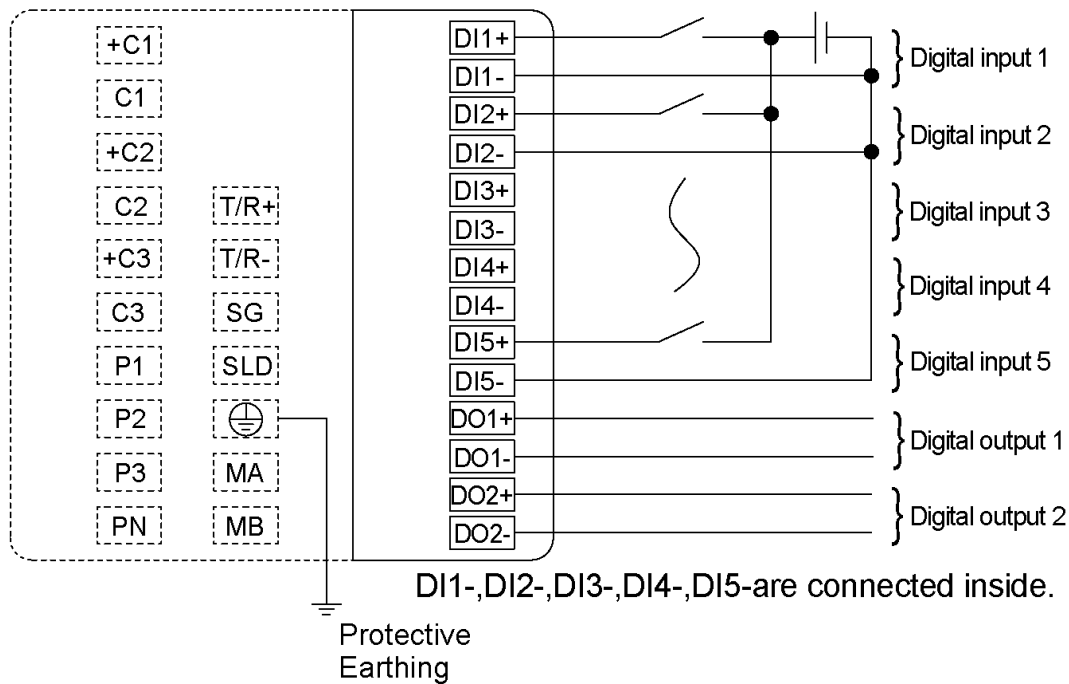 +C1
C1
+C2
C2
+C3
C3
P1
P2
P3
PN
T/R+
T/R-
SG
SLD
MA
MB
DI1+
DI1-
DI2+
DI2-
DI3+
DI3-
DI4+
DI4-
DI5+
DI5-
DO1+
DO1-
DO2+
DO2-
Digital input 1
Digital input 2
Digital input 3
Digital input 4
Digital input 5
Digital output 1
Digital output 2
DI1-,DI2-,DI3-,DI4-,DI5-are connected inside.
Protective
Earthing